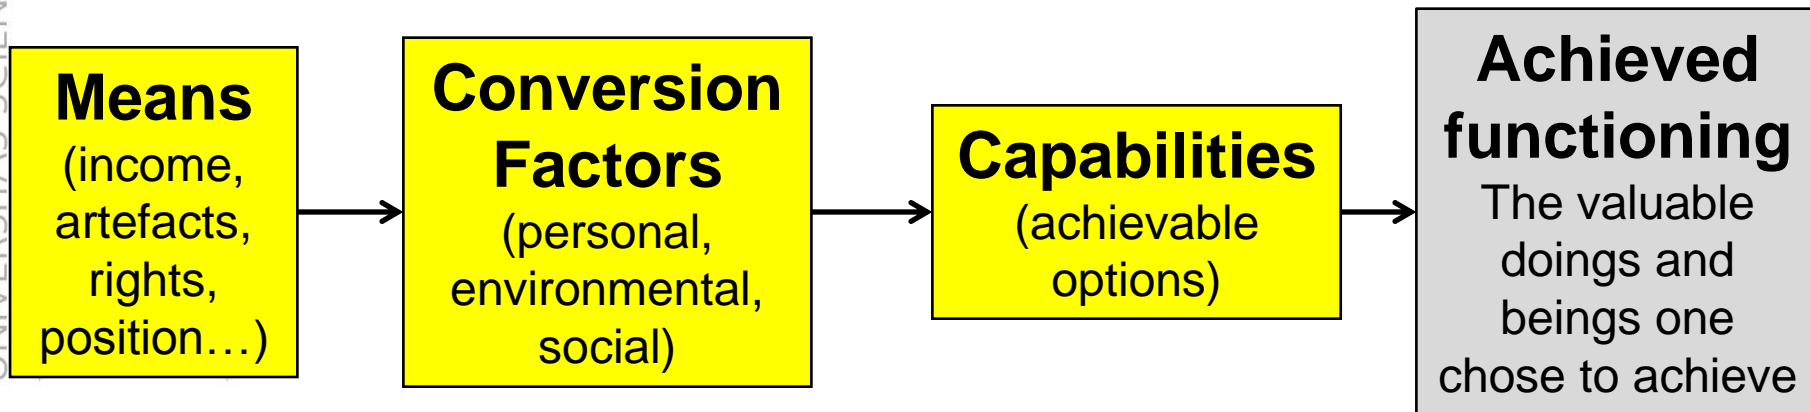 Means
(income,
artefacts,
rights,
position…)
Conversion
Factors
(personal,
environmental,
social)
Capabilities
(achievable
options)
Achieved
functioning
The valuable
doings and
beings one
chose to achieve